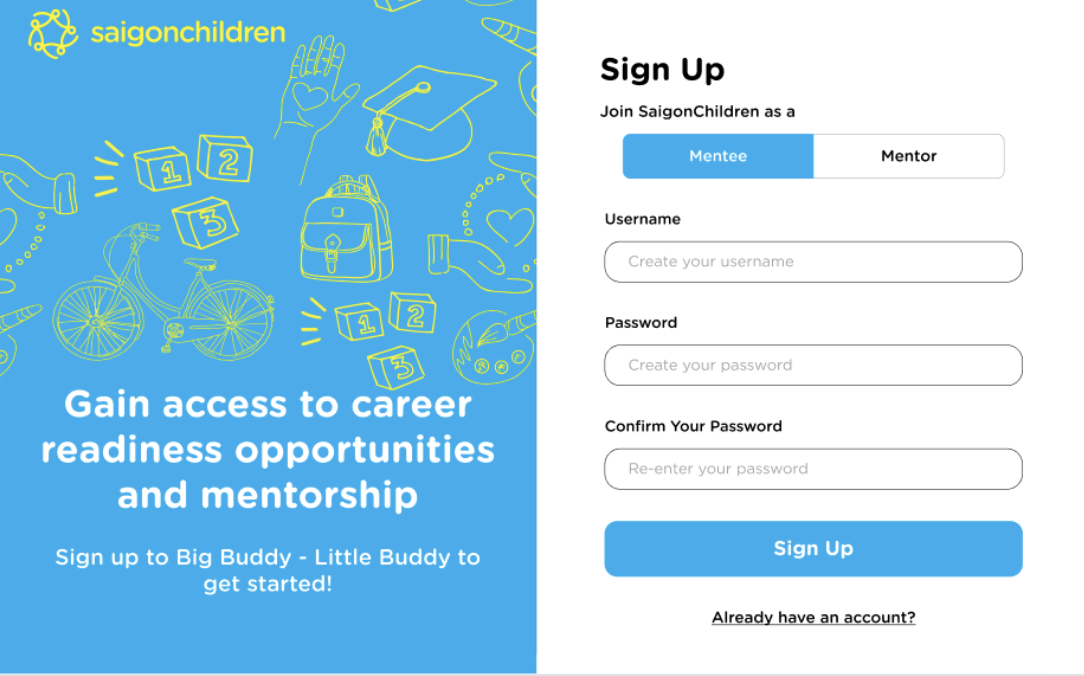 saigonchildren
1
2
3
1
2
3
Gain access to career
readiness opportunities
and mentorship
Sign up to Big Buddy - Little Buddy to
get started!
Sign Up
Join SaigonChildren as a
Mentee
Mentor
Username
Create your username
Password
Create your password
Confirm Your Password
Re-enter your password
Sign Up
Already have an account?